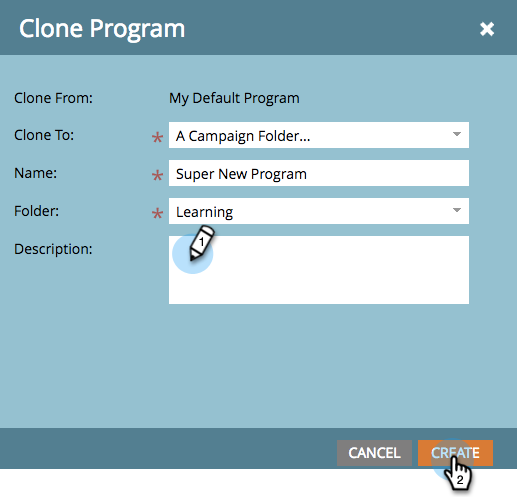 Clone Program
Clone From: My Default Program
Clone To: * A Campaign Folder...
Name: * Super New Program
Folder: * Learning
Description:
1
CANCEL CREATE
2